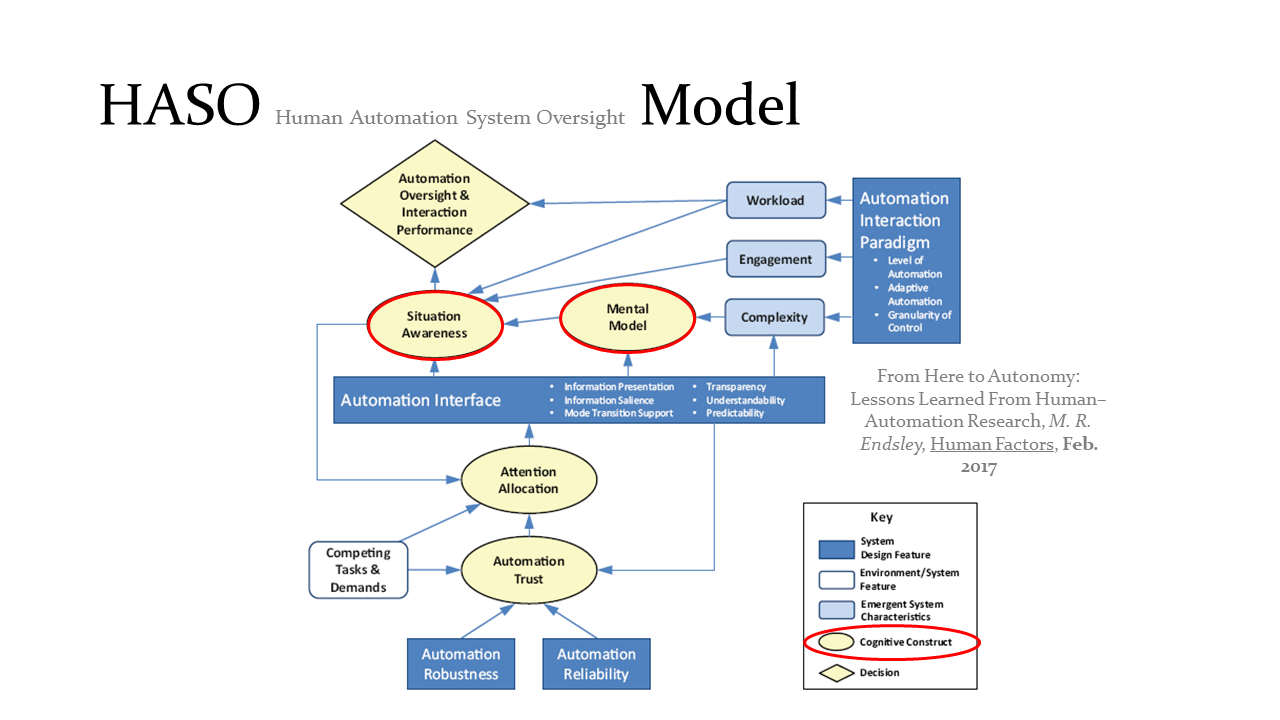 HASO Human Automation System Oversight Model
Automation
Oversight &
Interaction
Performance
Workload
Automation
Interaction
Paradigm
• Level of
Automation
• Adaptive
Automation
• Granularity of
Control
Engagement
Situation
Awareness
Mental
Model
Complexity
Automation Interface
• Information Presentation
• Information Salience
• Mode Transition Support
• Transparency
• Understandability
• Predictability
From Here to Autonomy:
Lessons Learned From Human–
Automation Research, M. R.
Endsley, Human Factors, Feb.
2017
Attention
Allocation
Competing
Tasks &
Demands
Automation
Trust
Automation
Robustness
Automation
Reliability
Key
System
Design Feature
Environment/System
Feature
Emergent System
Characteristics
Cognitive Construct
Decision